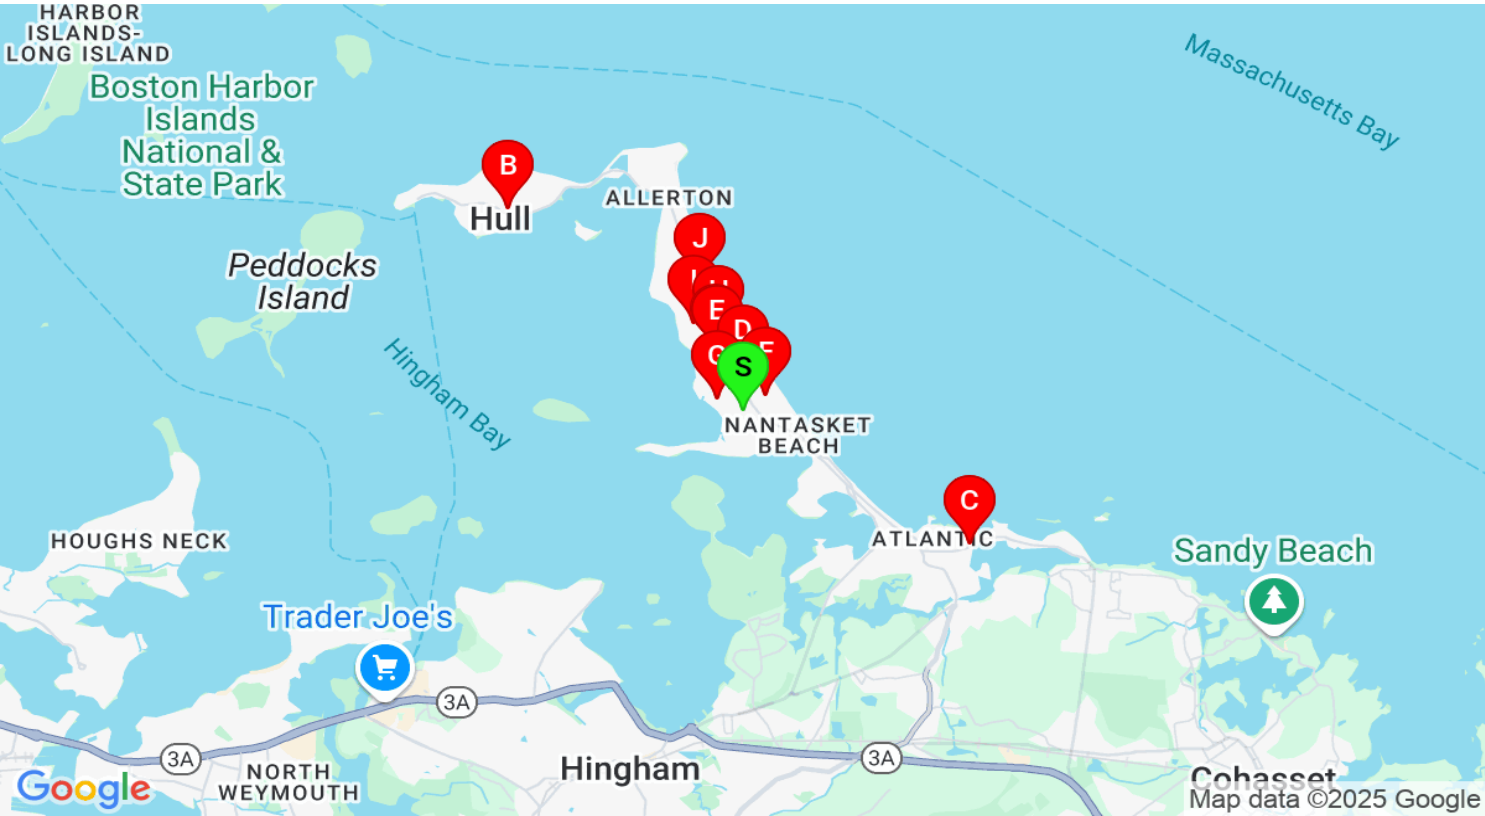 HARBOR
ISLANDS-
LONG ISLAND
Boston Harbor
Islands
National &
State Park
Massachusetts Bay
B
Hull
ALLERTON
J
Peddocks
Island
E
D
S
Hingham Bay
NANTASKET
BEACH
C
ATLANTIC
HOUGHS NECK
Sandy Beach
Trader Joe's
3A
3A
3A
Hingham
NORTH
WEYMOUTH
Cohasset
Google
Map data ©2025 Google